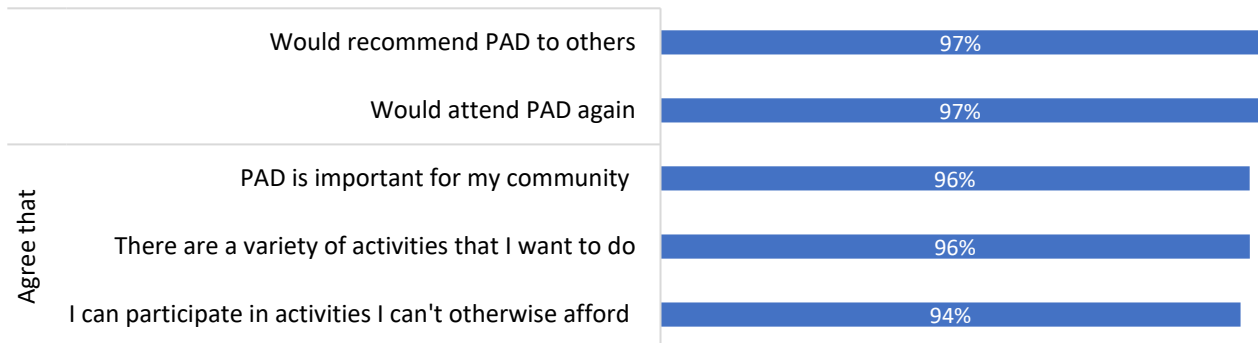 Would recommend PAD to others 97%
Would attend PAD again 97%
Agree that
PAD is important for my community 96%
There are a variety of activities that I want to do 96%
I can participate in activities I can't otherwise afford 94%